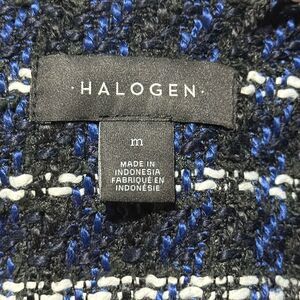 · HALOGEN ·
m
MADE IN
INDONESIA
FABRIQUÉ EN
INDONÉSIE